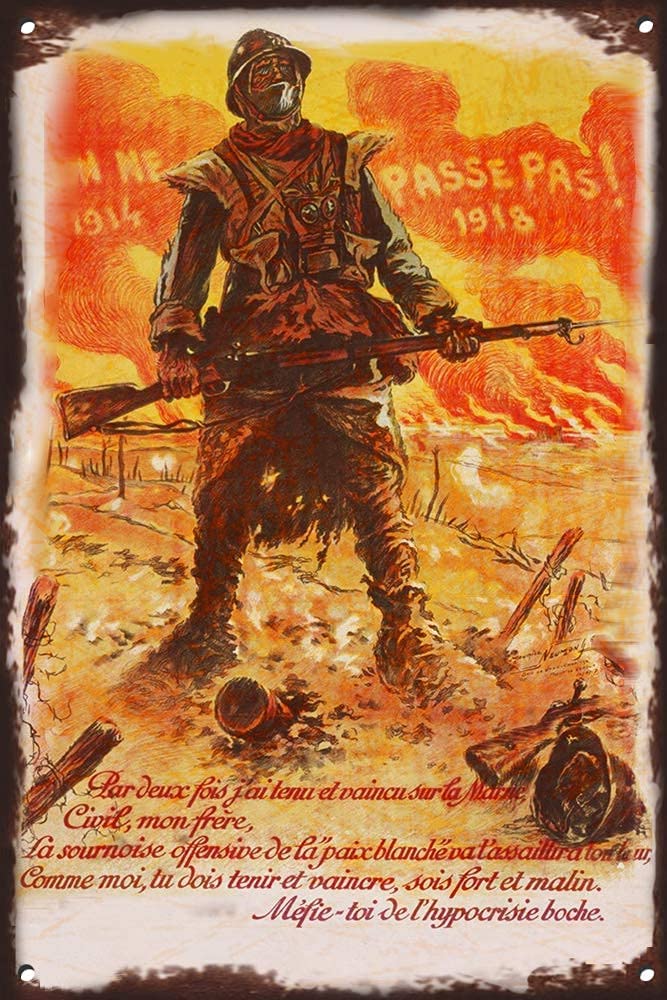 N NE PASSE PAS!
1914 1918
Par deux fois j'ai tenu et vaincu sur la Marne
Civil, mon frère,
La sournoise offensive de la "paix blanche" va t'assaillir à ton tour,
Comme moi, tu dois tenir et vaincre, sois fort et malin.
Méfie-toi de l'hypocrisie boche.